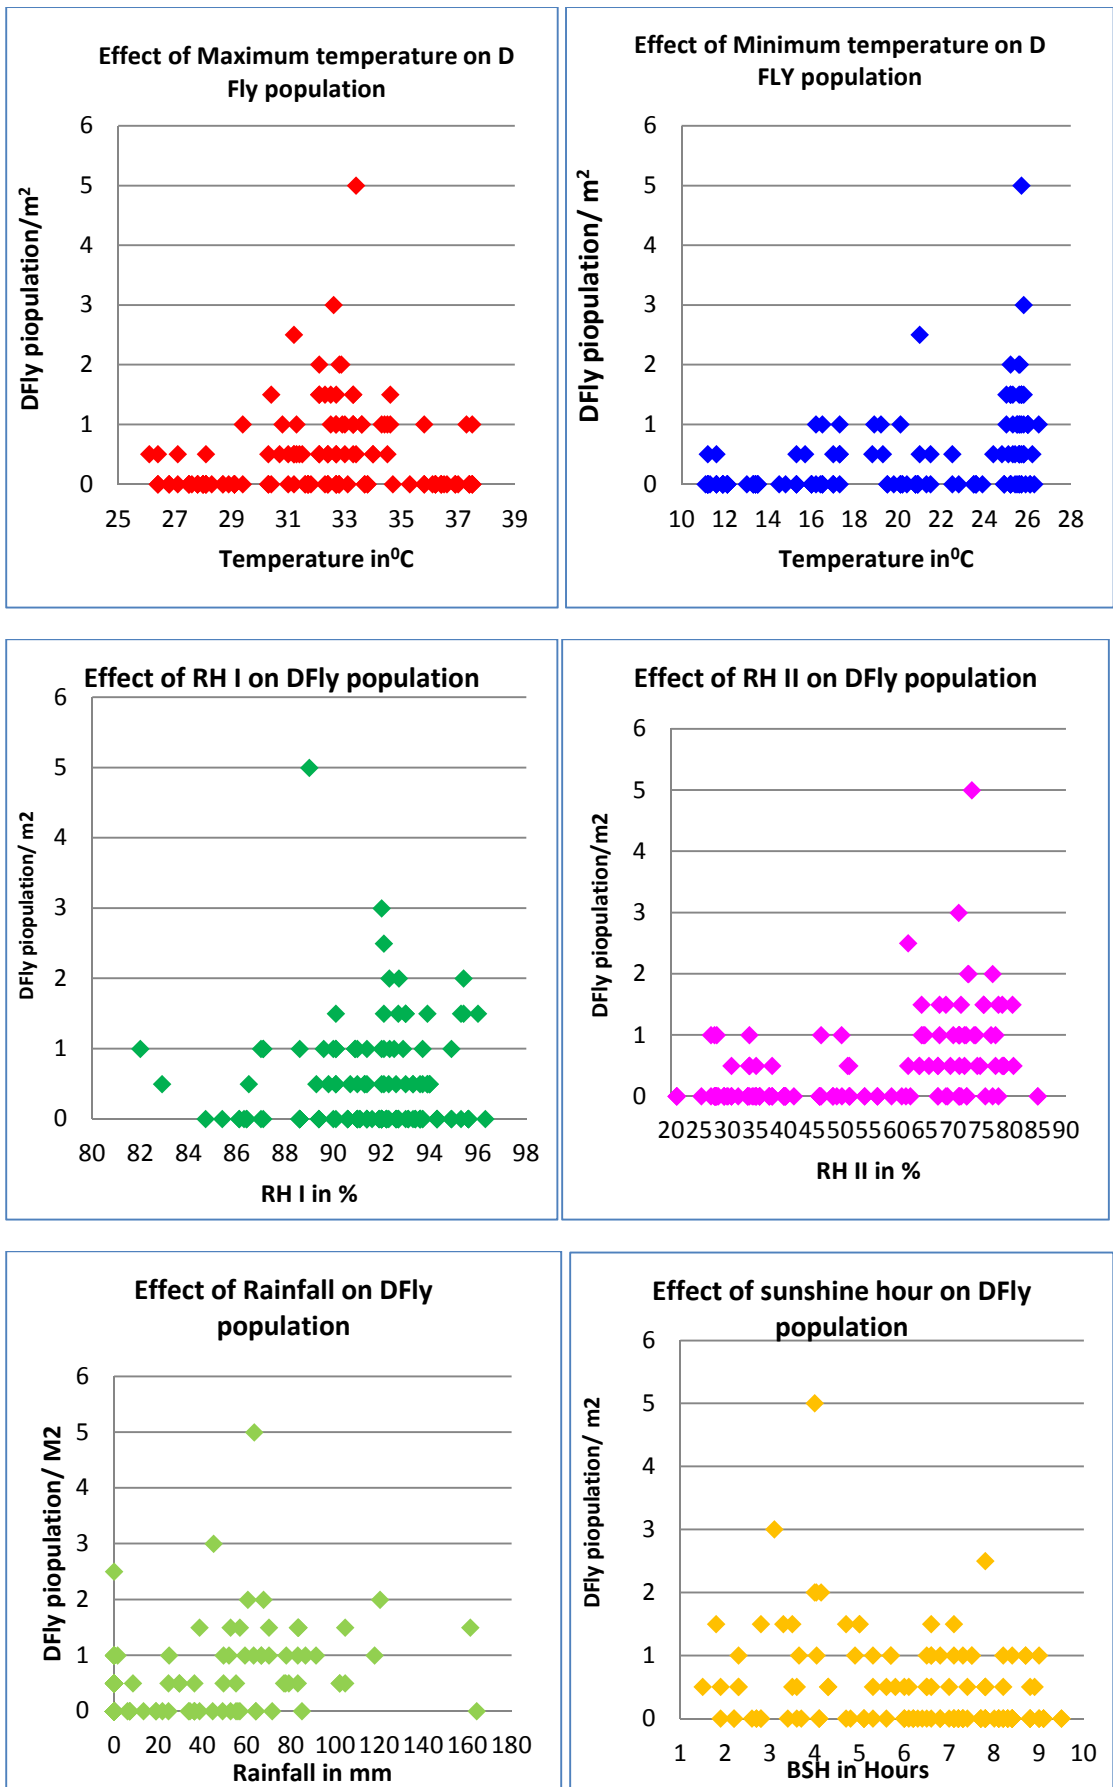 Effect of Maximum temperature on D
Fly population
DFly piopulation/m²
6
5
4
3
2
1
0
25 27 29 31 33 35 37 39
Temperature in⁰C
Effect of Minimum temperature on D
FLY population
DFly piopulation/ m²
6
5
4
3
2
1
0
10 12 14 16 18 20 22 24 26 28
Temperature in⁰C
Effect of RH I on DFly population
DFly piopulation/ m2
6
5
4
3
2
1
0
80 82 84 86 88 90 92 94 96 98
RH I in %
Effect of RH II on DFly population
DFly piopulation/m2
6
5
4
3
2
1
0
202530354045505560657075808590
RH II in %
Effect of Rainfall on DFly
population
DFly piopulation/ M2
6
5
4
3
2
1
0
0 20 40 60 80 100 120 140 160 180
Rainfall in mm
Effect of sunshine hour on DFly
population
DFly piopulation/ m2
6
5
4
3
2
1
0
1 2 3 4 5 6 7 8 9 10
BSH in Hours